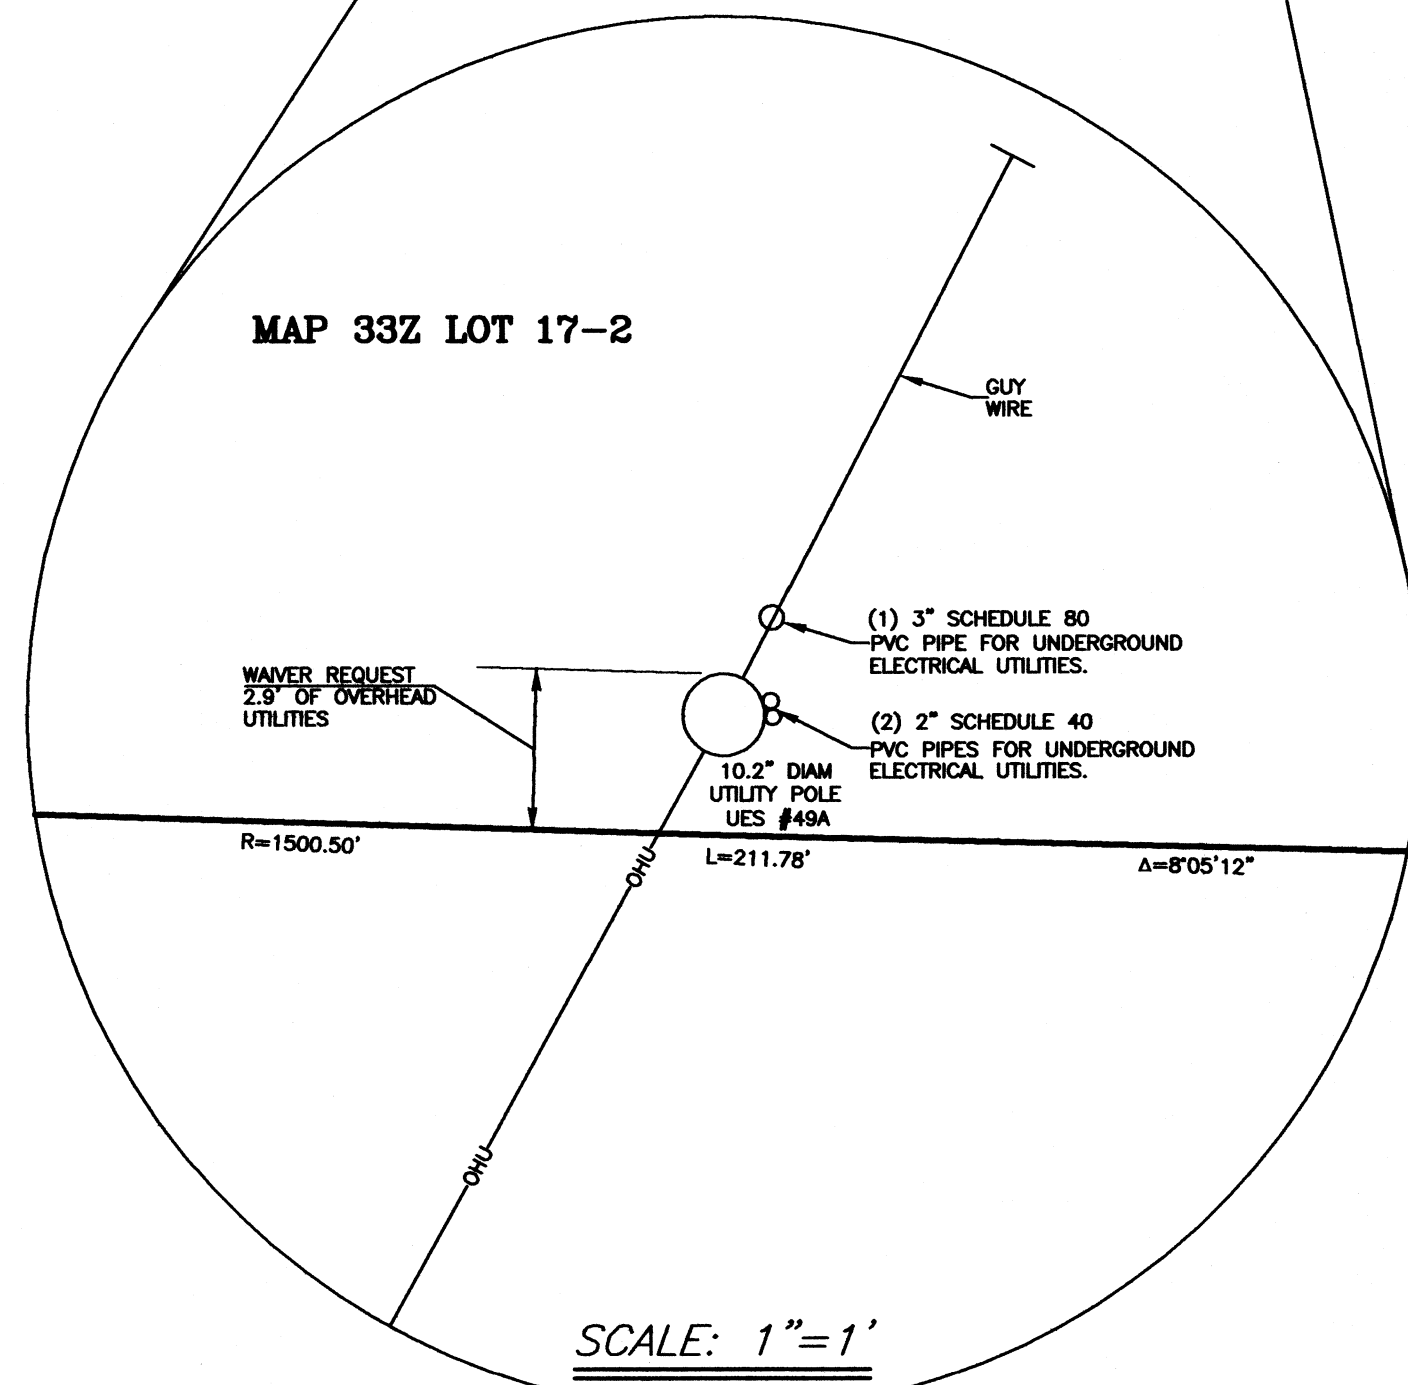 MAP 33Z LOT 17-2
GUY
WIRE
(1) 3" SCHEDULE 80
PVC PIPE FOR UNDERGROUND
ELECTRICAL UTILITIES.
WAIVER REQUEST
2.9' OF OVERHEAD
UTILITIES
(2) 2" SCHEDULE 40
PVC PIPES FOR UNDERGROUND
ELECTRICAL UTILITIES.
10.2" DIAM
UTILITY POLE
UES #49A
R=1500.50'
L=211.78'
Δ=8°05'12"
OHU
OHU
SCALE: 1"=1'